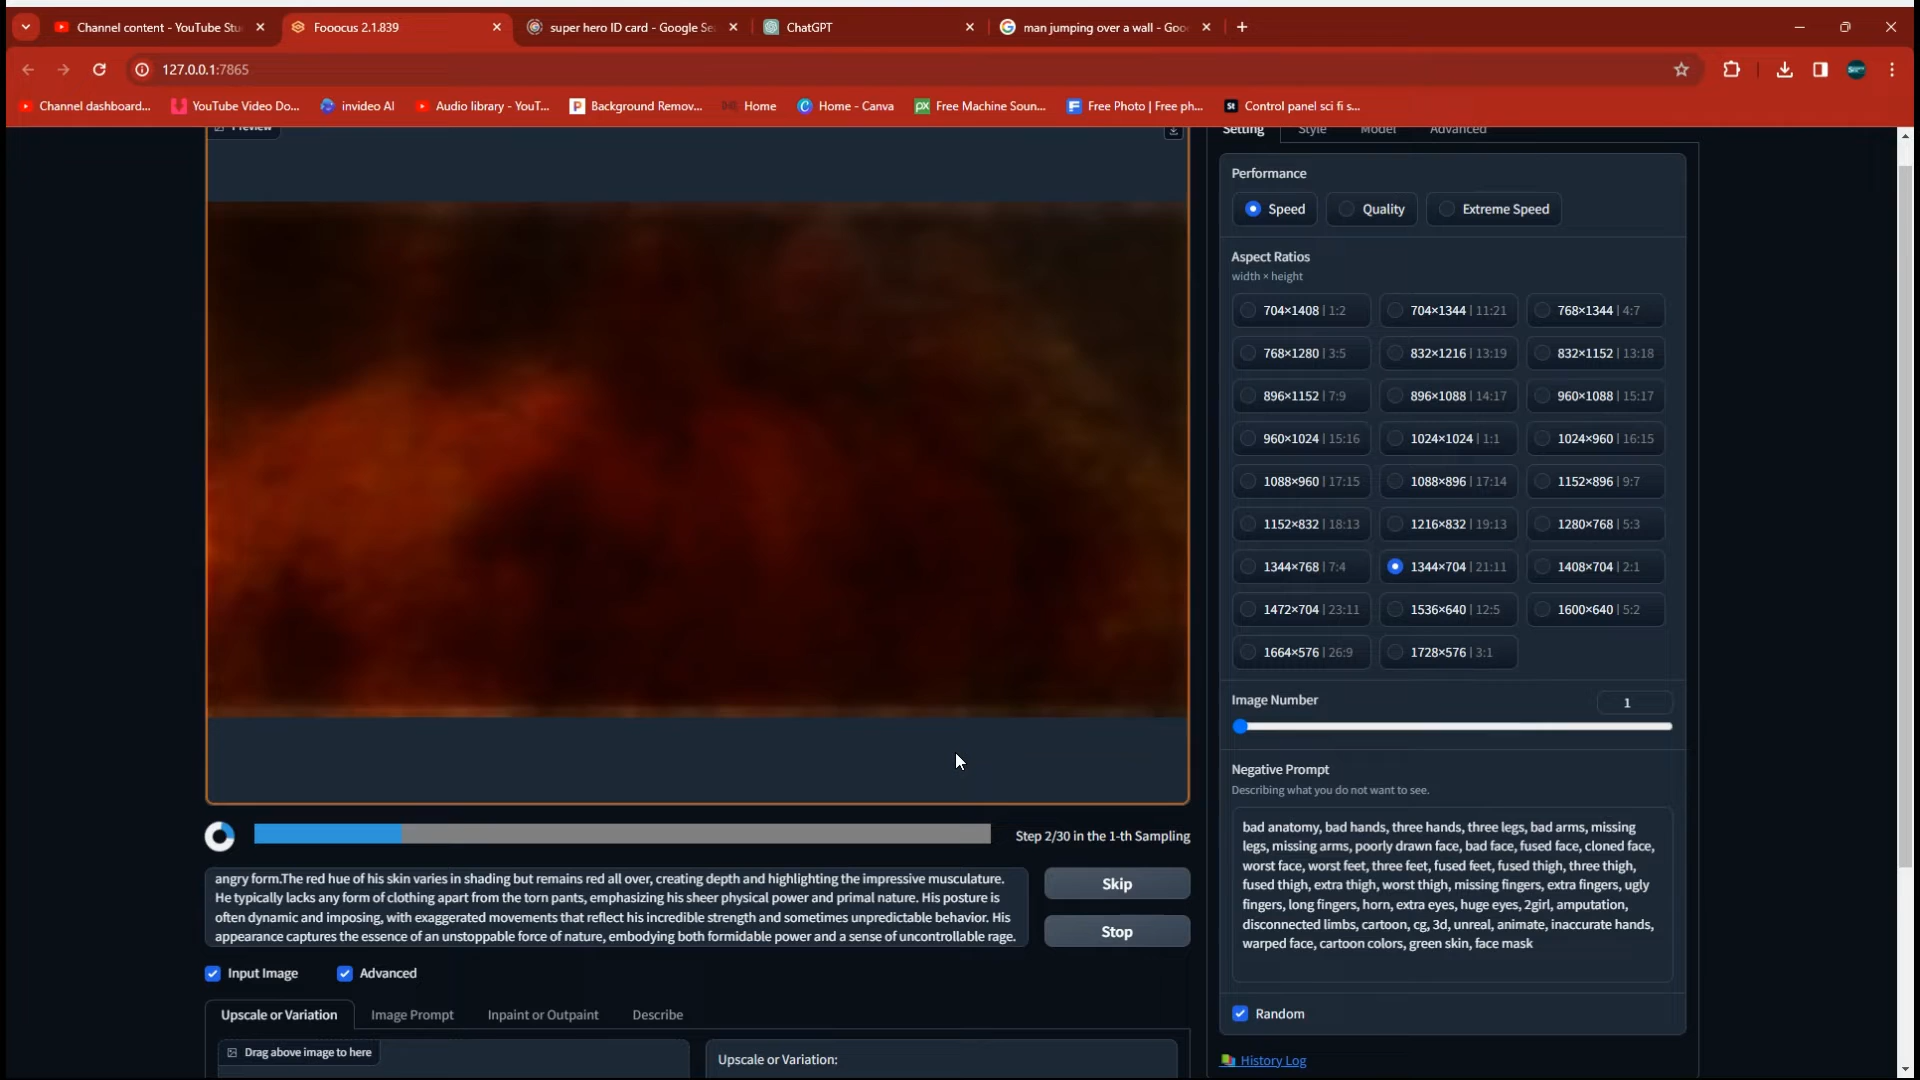 Channel content - YouTube Stu
Fooocus 2.1.839
super hero ID card - Google Se
ChatGPT
man jumping over a wall - Goo
127.0.0.1:7865
Channel dashboard...
YouTube Video Do...
invideo AI
Audio library - YouT...
Background Remov...
Home
Home - Canva
Free Machine Soun...
Free Photo | Free ph...
Control panel sci fi s...
Preview
Setting
Style
Model
Advanced
Performance
Speed
Quality
Extreme Speed
Aspect Ratios
width × height
704×1408 | 1:2
704×1344 | 11:21
768×1344 | 4:7
768×1280 | 3:5
832×1216 | 13:19
832×1152 | 13:18
896×1152 | 7:9
896×1088 | 14:17
960×1088 | 15:17
960×1024 | 15:16
1024×1024 | 1:1
1024×960 | 16:15
1088×960 | 17:15
1088×896 | 17:14
1152×896 | 9:7
1152×832 | 18:13
1216×832 | 19:13
1280×768 | 5:3
1344×768 | 7:4
1344×704 | 21:11
1408×704 | 2:1
1472×704 | 23:11
1536×640 | 12:5
1600×640 | 5:2
1664×576 | 26:9
1728×576 | 3:1
Image Number
1
Negative Prompt
Describing what you do not want to see.
bad anatomy, bad hands, three hands, three legs, bad arms, missing
legs, missing arms, poorly drawn face, bad face, fused face, cloned face,
worst face, worst feet, three feet, fused feet, fused thigh, three thigh,
fused thigh, extra thigh, worst thigh, missing fingers, extra fingers, ugly
fingers, long fingers, horn, extra eyes, huge eyes, 2girl, amputation,
disconnected limbs, cartoon, cg, 3d, unreal, animate, inaccurate hands,
warped face, cartoon colors, green skin, face mask
Random
History Log
Step 2/30 in the 1-th Sampling
angry form.The red hue of his skin varies in shading but remains red all over, creating depth and highlighting the impressive musculature.
He typically lacks any form of clothing apart from the torn pants, emphasizing his sheer physical power and primal nature. His posture is
often dynamic and imposing, with exaggerated movements that reflect his incredible strength and sometimes unpredictable behavior. His
appearance captures the essence of an unstoppable force of nature, embodying both formidable power and a sense of uncontrollable rage.
Skip
Stop
Input Image
Advanced
Upscale or Variation
Image Prompt
Inpaint or Outpaint
Describe
Drag above image to here
Upscale or Variation: